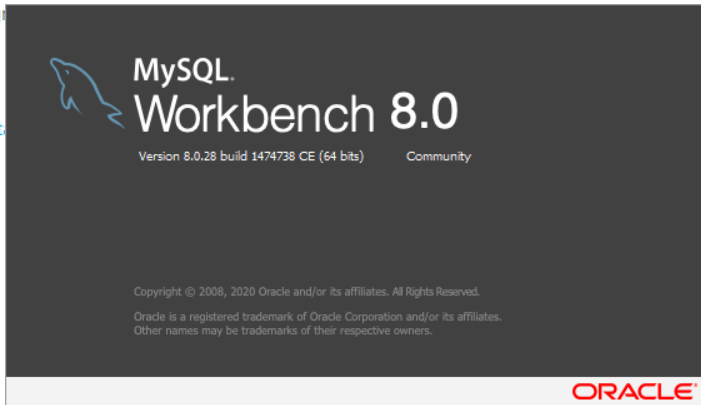 MySQL.
Workbench 8.0
Version 8.0.28 build 1474738 CE (64 bits) Community
Copyright © 2008, 2020 Oracle and/or its affiliates. All Rights Reserved.
Oracle is a registered trademark of Oracle Corporation and/or its affiliates.
Other names may be trademarks of their respective owners.
ORACLE